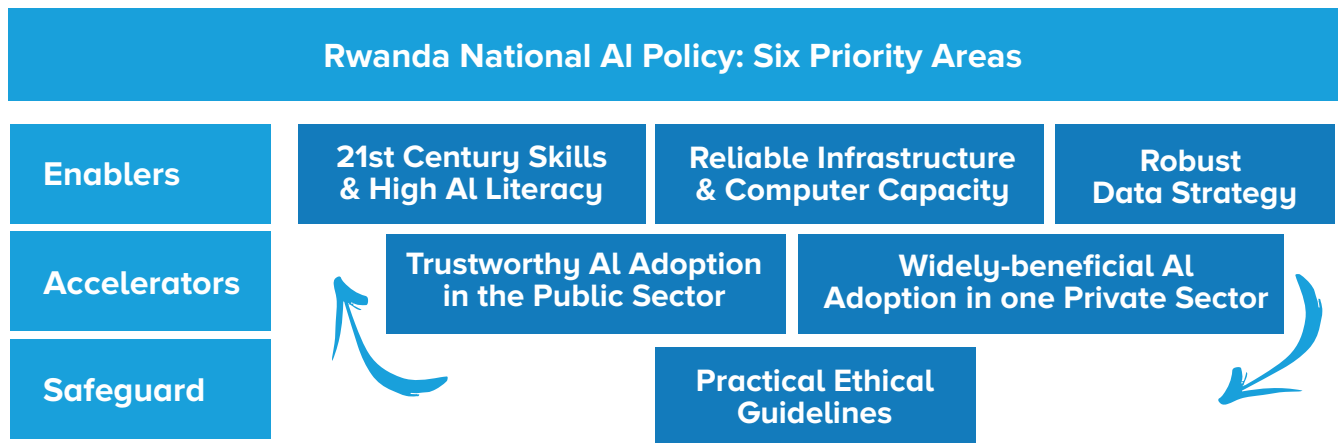 Rwanda National AI Policy: Six Priority Areas
Enablers
21st Century Skills
& High AI Literacy
Reliable Infrastructure
& Computer Capacity
Robust
Data Strategy
Accelerators
Trustworthy AI Adoption
in the Public Sector
Widely-beneficial AI
Adoption in one Private Sector
Safeguard
Practical Ethical
Guidelines